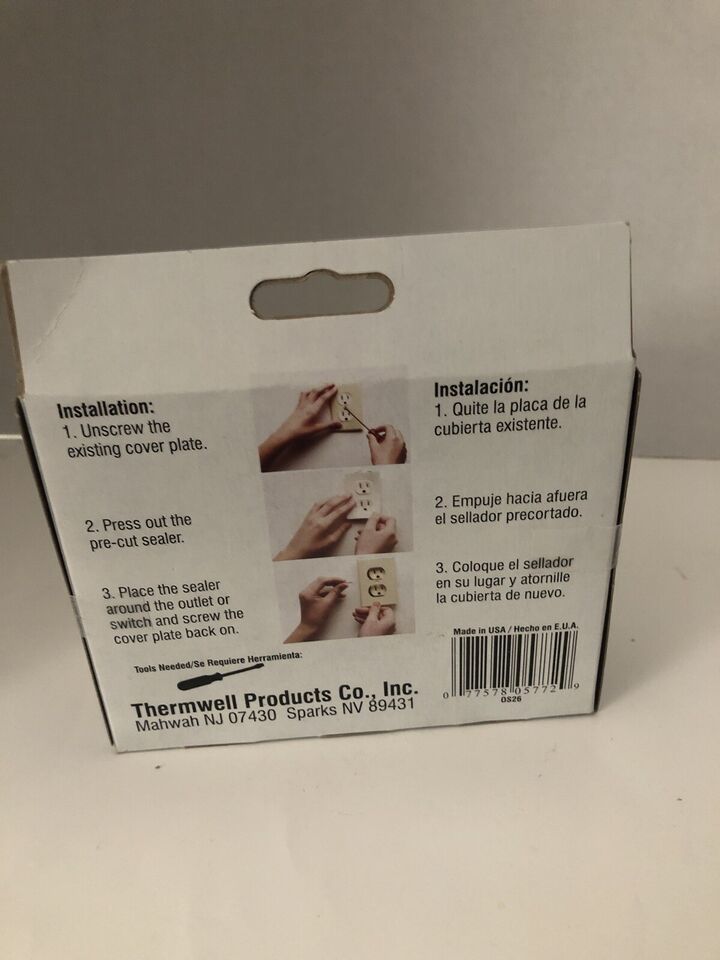 Installation:
1. Unscrew the
existing cover plate.
2. Press out the
pre-cut sealer.
3. Place the sealer
around the outlet or
switch and screw the
cover plate back on.
Instalación:
1. Quite la placa de la
cubierta existente.
2. Empuje hacia afuera
el sellador precortado.
3. Coloque el sellador
en su lugar y atornille
la cubierta de nuevo.
Tools Needed/Se Requiere Herramienta:
Thermwell Products Co., Inc.
Mahwah NJ 07430 Sparks NV 89431
Made in USA / Hecho en E.U.A.
0 77578 05772 9
OS26